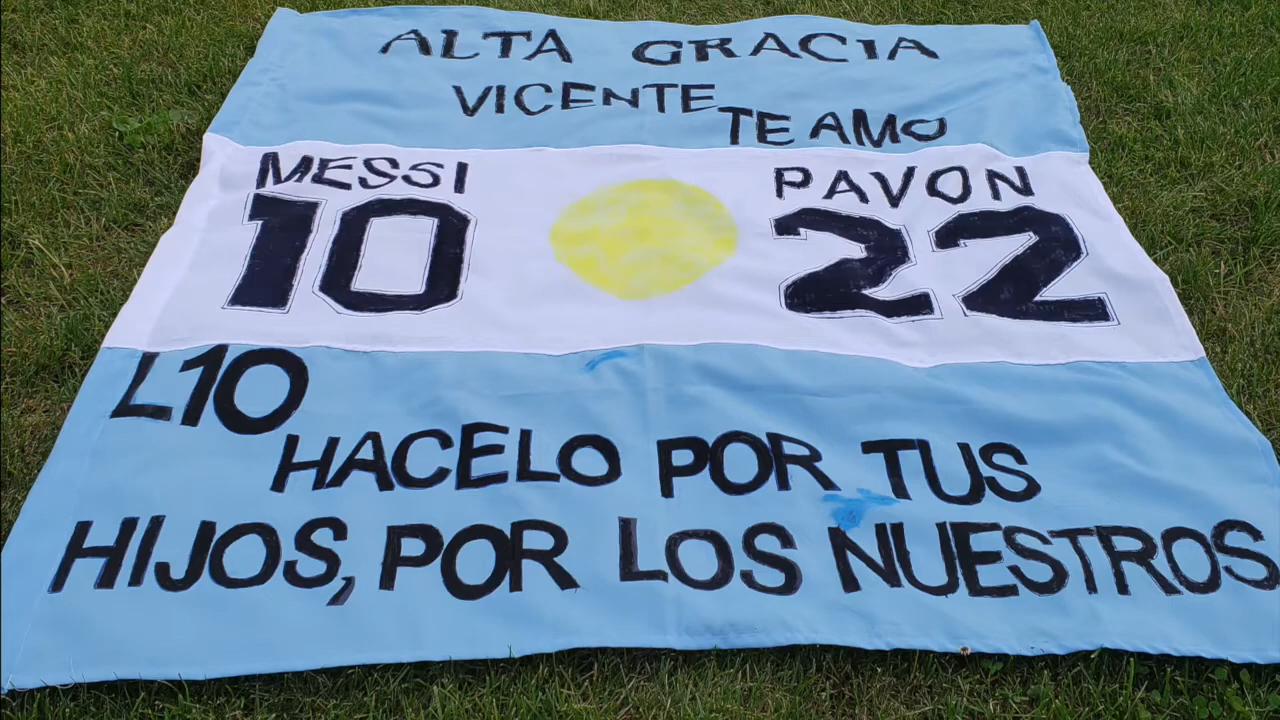 ALTA GRACIA
VICENTE TE AMO
MESSI PAVON
10 22
L10
HACELO POR TUS
HIJOS, POR LOS NUESTROS